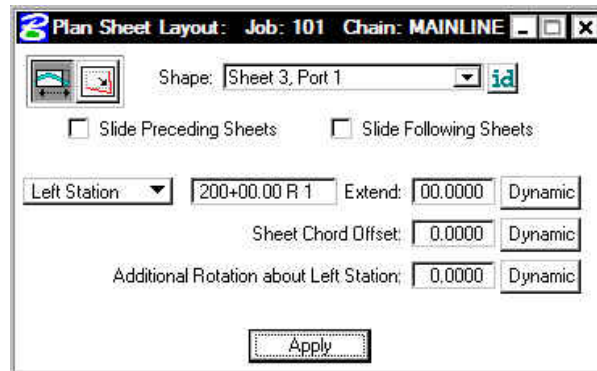 Plan Sheet Layout: Job: 101 Chain: MAINLINE
Shape: Sheet 3, Port 1 id
Slide Preceding Sheets Slide Following Sheets
Left Station 200+00.00 R 1 Extend: 00.0000 Dynamic
Sheet Chord Offset: 0.0000 Dynamic
Additional Rotation about Left Station: 0.0000 Dynamic
Apply